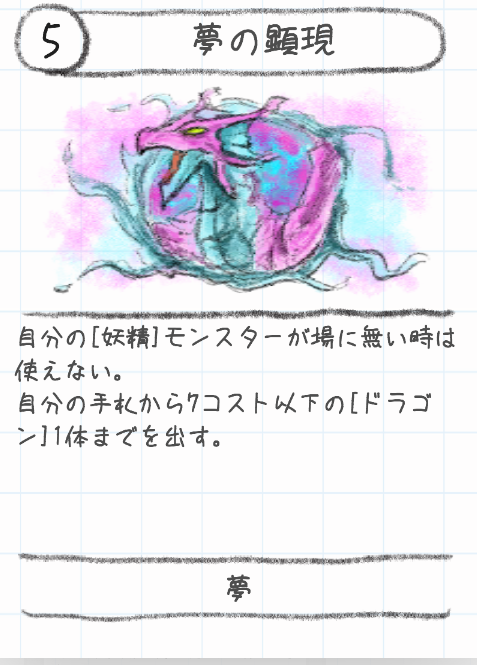 5
夢の顕現
自分の[妖精]モンスターが場に無い時は
使えない。
自分の手札から7コスト以下の[ドラゴ
ン]1体までを出す。
夢